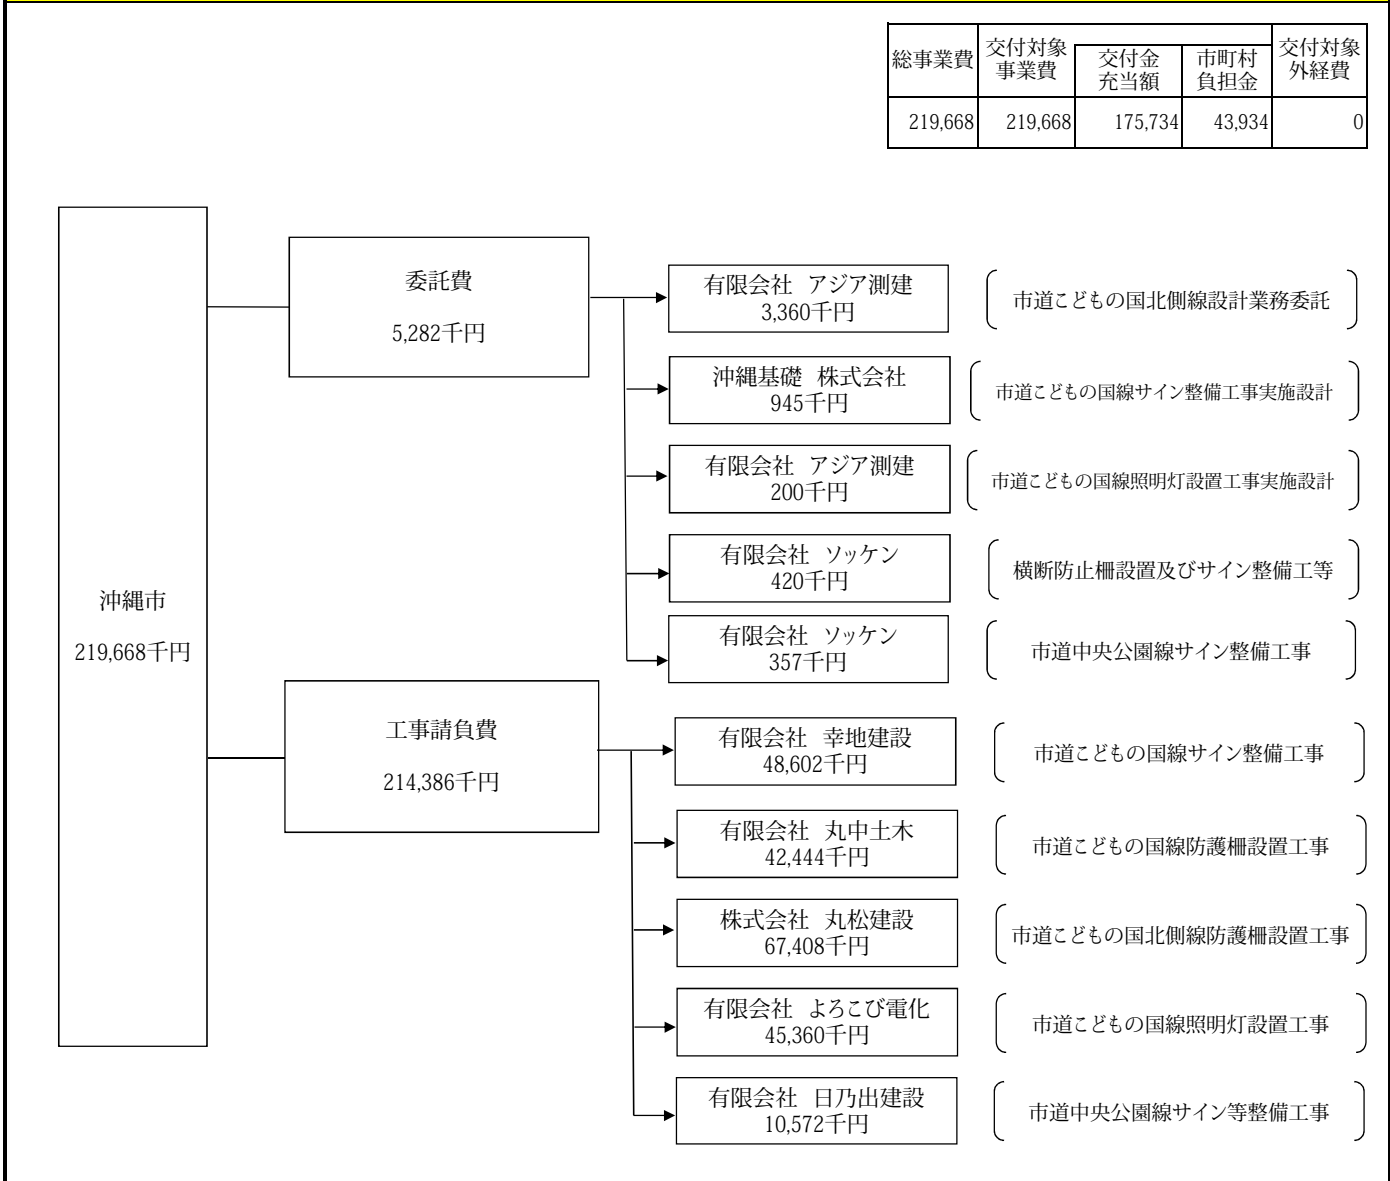 総事業費
交付対象
事業費
交付金
充当額
市町村
負担金
交付対象
外経費
219,668
219,668
175,734
43,934
0
沖縄市
219,668千円
委託費
5,282千円
有限会社 アジア測建
3,360千円
市道こどもの国北側線設計業務委託
沖縄基礎 株式会社
945千円
市道こどもの国線サイン整備工事実施設計
有限会社 アジア測建
200千円
市道こどもの国線照明灯設置工事実施設計
有限会社 ソッケン
420千円
横断防止柵設置及びサイン整備工等
有限会社 ソッケン
357千円
市道中央公園線サイン整備工事
工事請負費
214,386千円
有限会社 幸地建設
48,602千円
市道こどもの国線サイン整備工事
有限会社 丸中土木
42,444千円
市道こどもの国線防護柵設置工事
株式会社 丸松建設
67,408千円
市道こどもの国北側線防護柵設置工事
有限会社 よろこび電化
45,360千円
市道こどもの国線照明灯設置工事
有限会社 日乃出建設
10,572千円
市道中央公園線サイン等整備工事